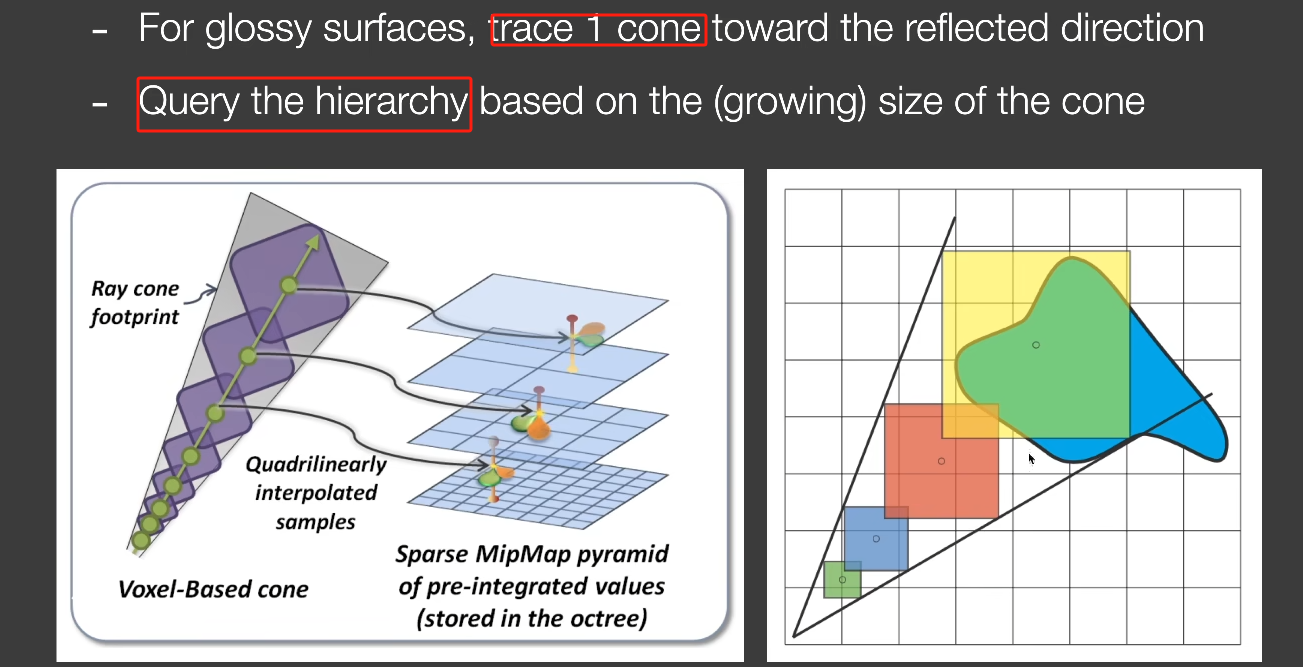 - For glossy surfaces, trace 1 cone toward the reflected direction
- Query the hierarchy based on the (growing) size of the cone
Ray cone
footprint
Quadrilinearly
interpolated
samples
Voxel-Based cone
Sparse MipMap pyramid
of pre-integrated values
(stored in the octree)